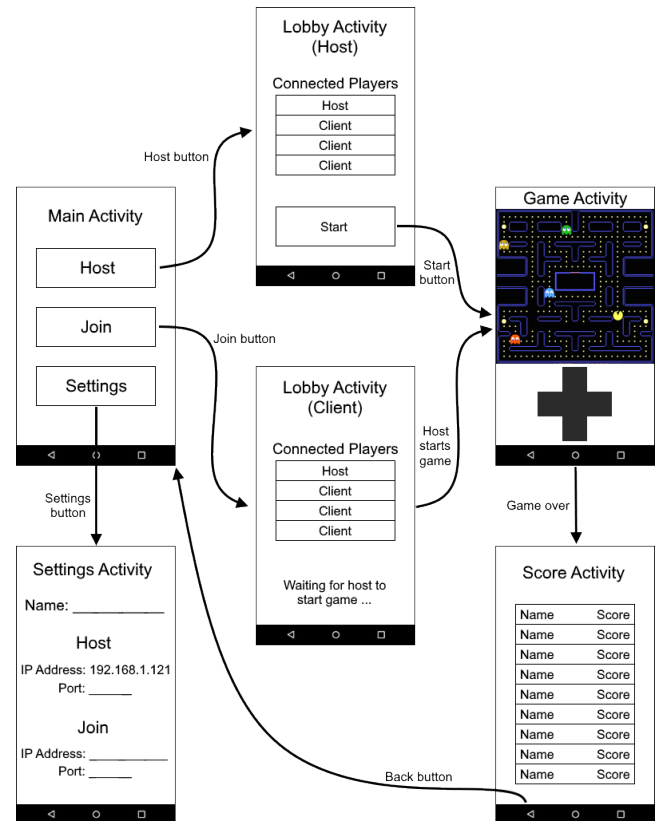 Lobby Activity
(Host)
Connected Players
Host
Client
Client
Client
Start
Host button
Main Activity
Host
Join
Settings
Game Activity
Start
button
Join button
Lobby Activity
(Client)
Connected Players
Host
Client
Client
Client
Waiting for host to
start game ...
Host
starts
game
Settings
button
Game over
Settings Activity
Name: ___________
Host
IP Address: 192.168.1.121
Port: ______
Join
IP Address: ___________
Port: ______
Score Activity
Name Score
Name Score
Name Score
Name Score
Name Score
Name Score
Name Score
Name Score
Name Score
Back button